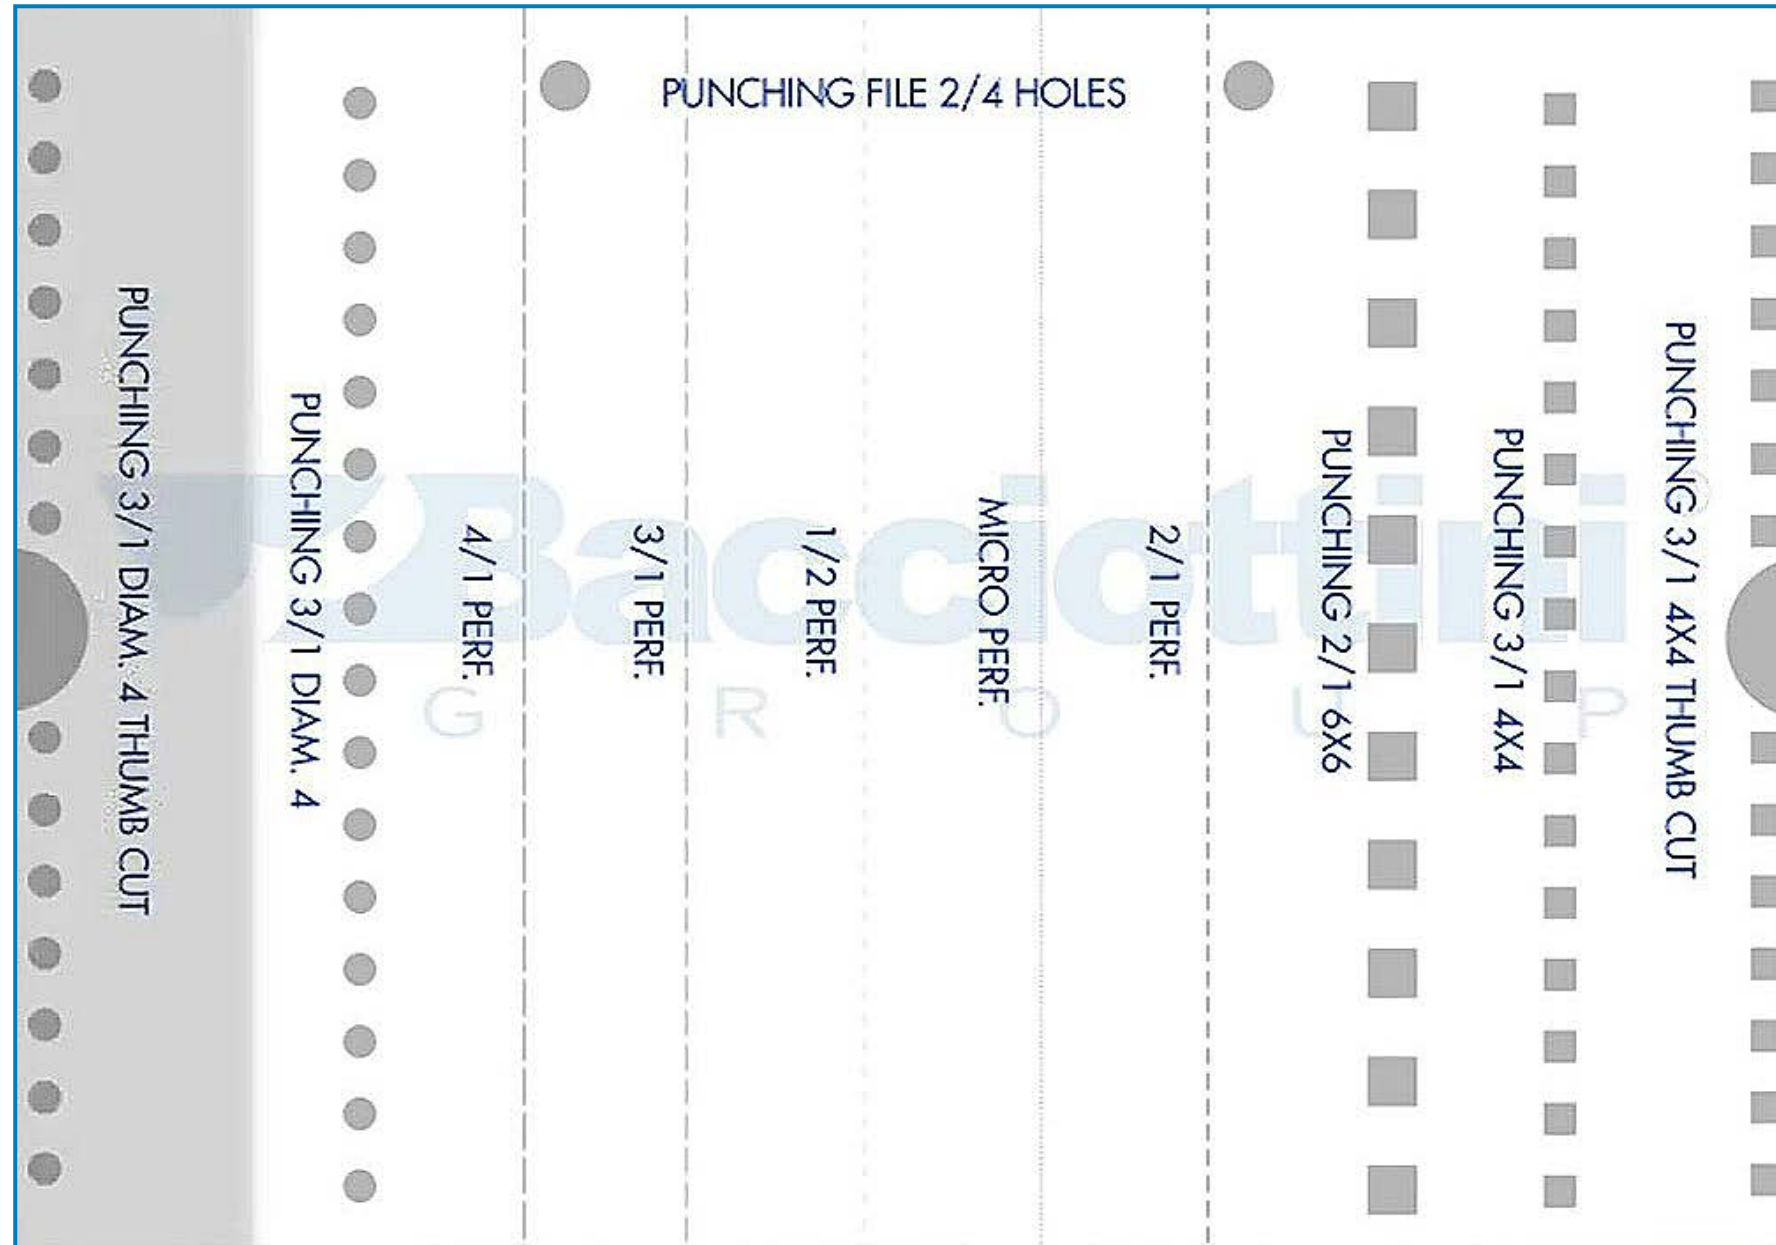 PUNCHING FILE 2/4 HOLES
PUNCHING 3/1 DIAM. 4 THUMB CUT
PUNCHING 3/1 DIAM. 4
4/1 PERF.
3/1 PERF.
1/2 PERF.
MICRO PERF.
2/1 PERF.
PUNCHING 2/1 6X6
PUNCHING 3/1 4X4
PUNCHING 3/1 4X4 THUMB CUT
Bacciottini
GROUP